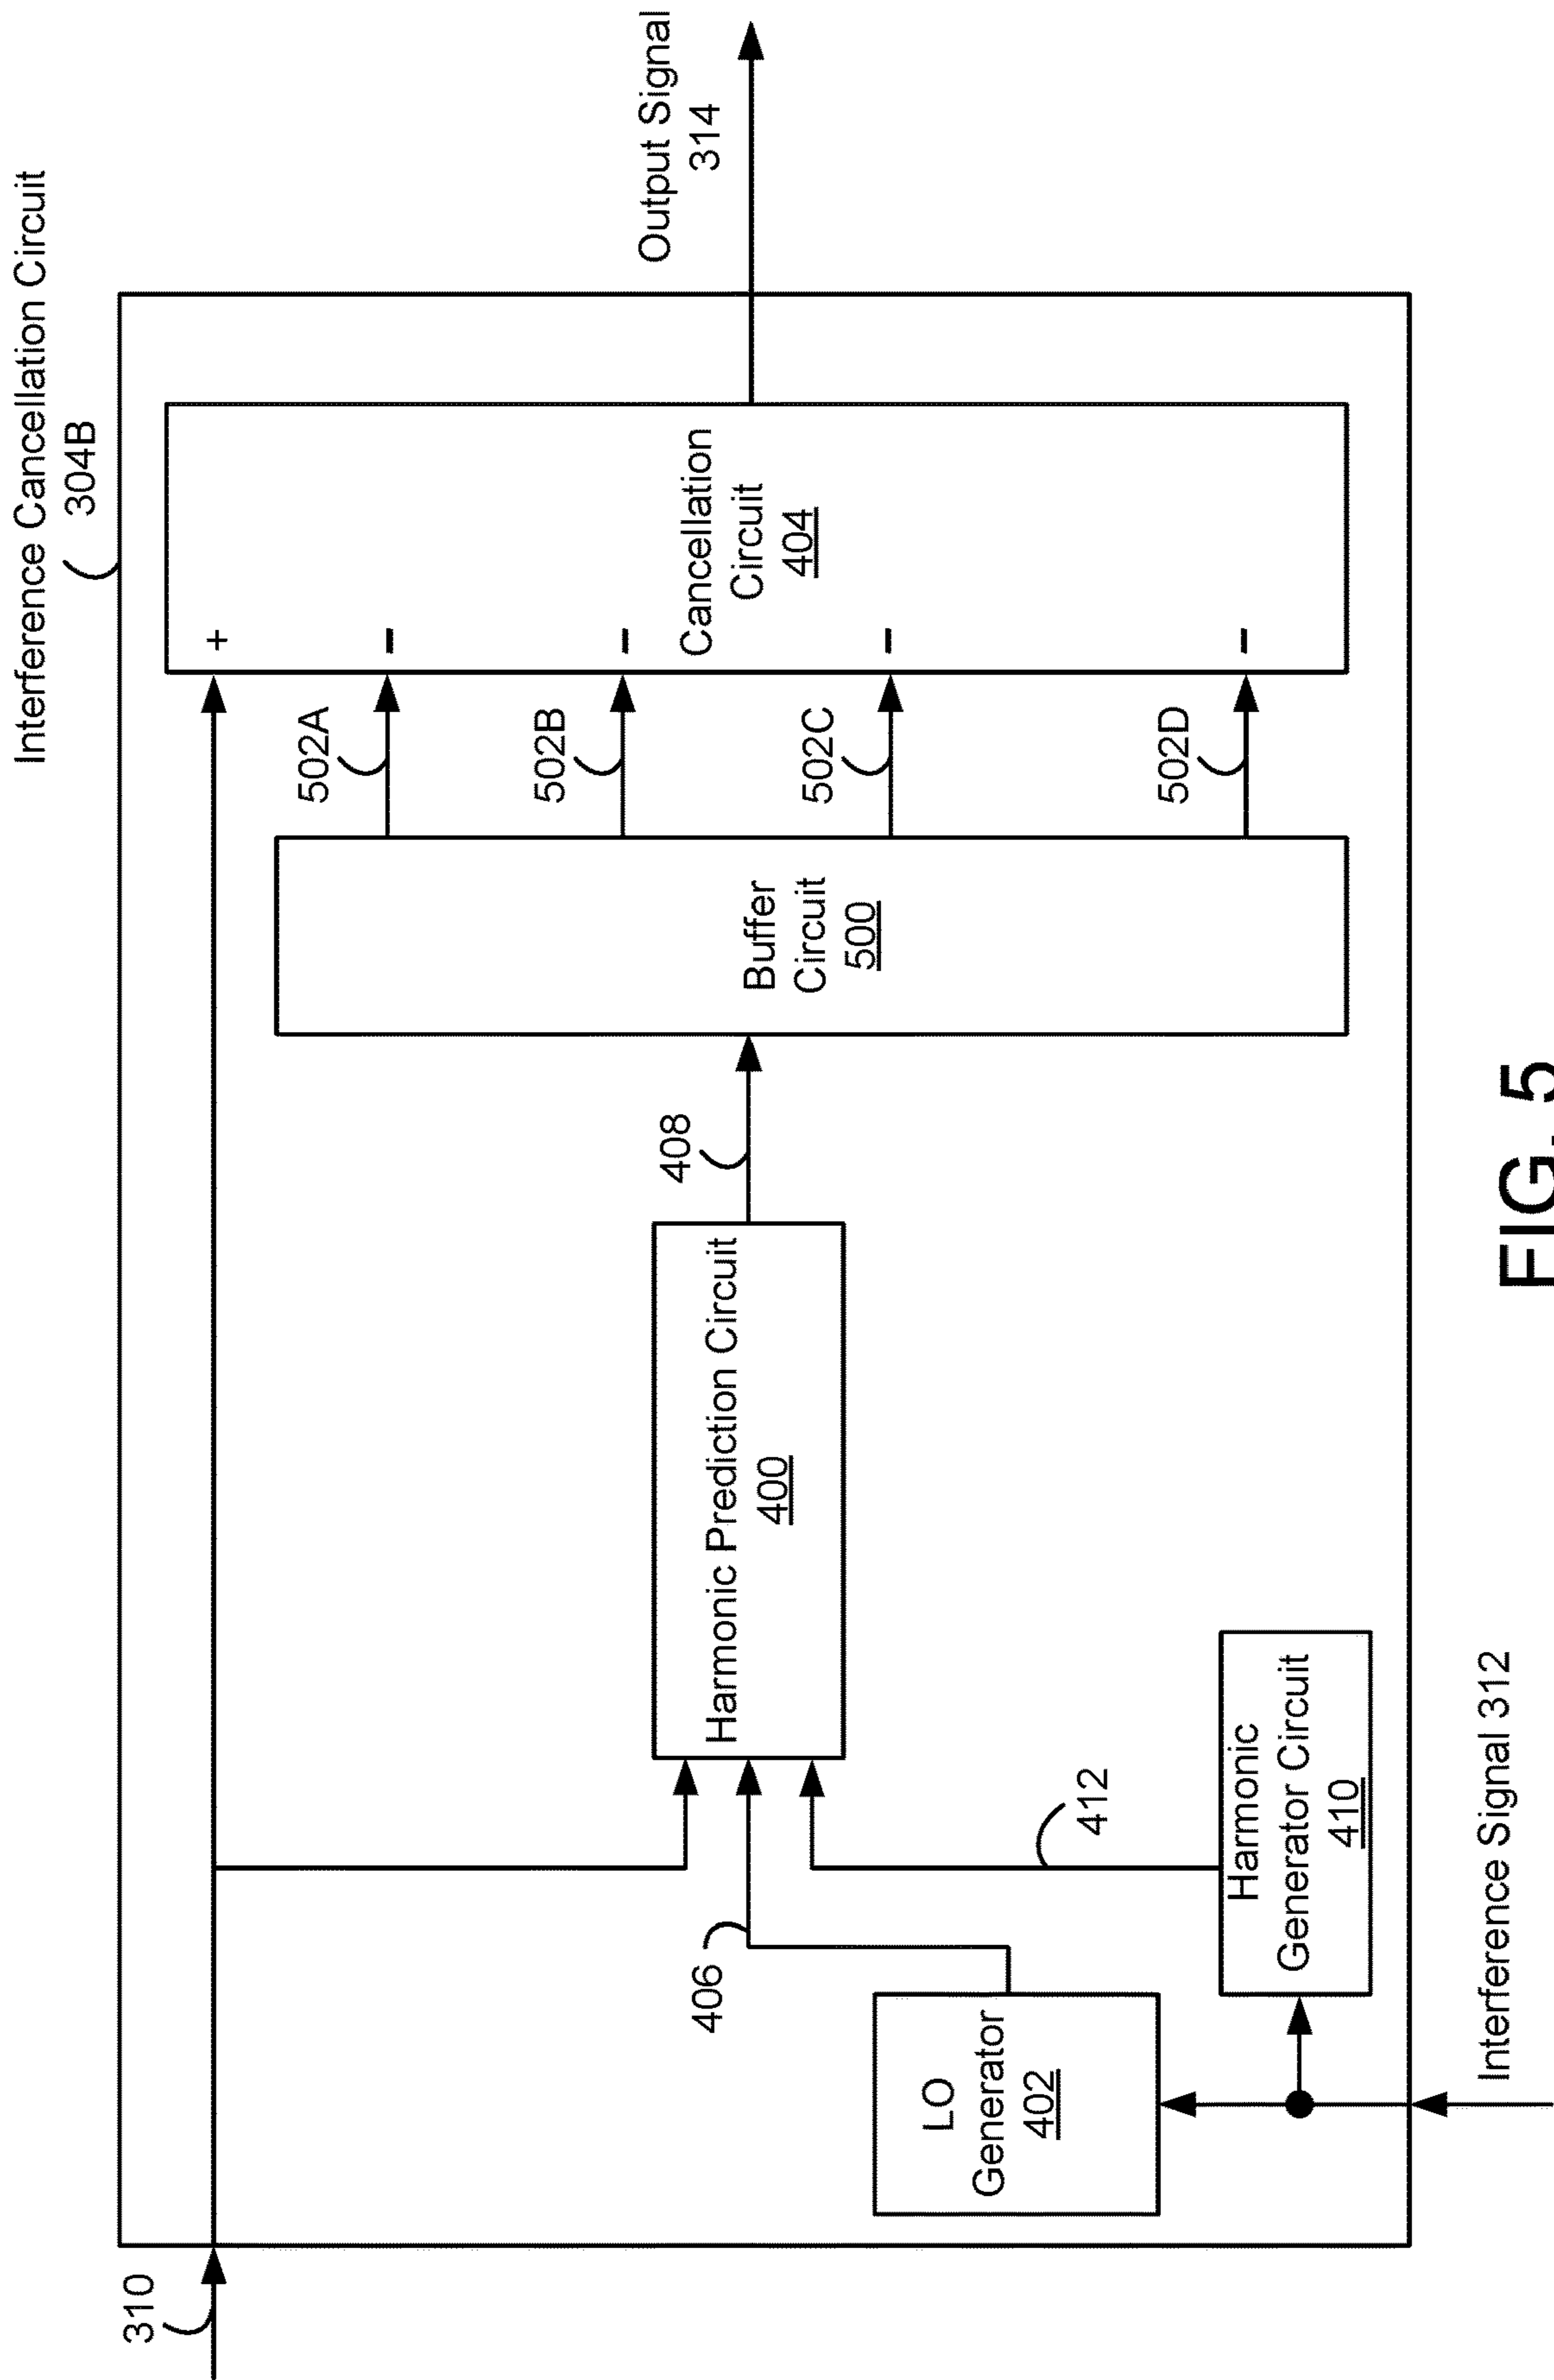 Interference Cancellation Circuit
304B
310
+
502A
-
502B
-
502C
-
502D
-
Cancellation
Circuit
404
Output Signal
314
Buffer
Circuit
500
408
Harmonic Prediction Circuit
400
406
412
LO
Generator
402
Harmonic
Generator Circuit
410
Interference Signal 312
FIG. 5